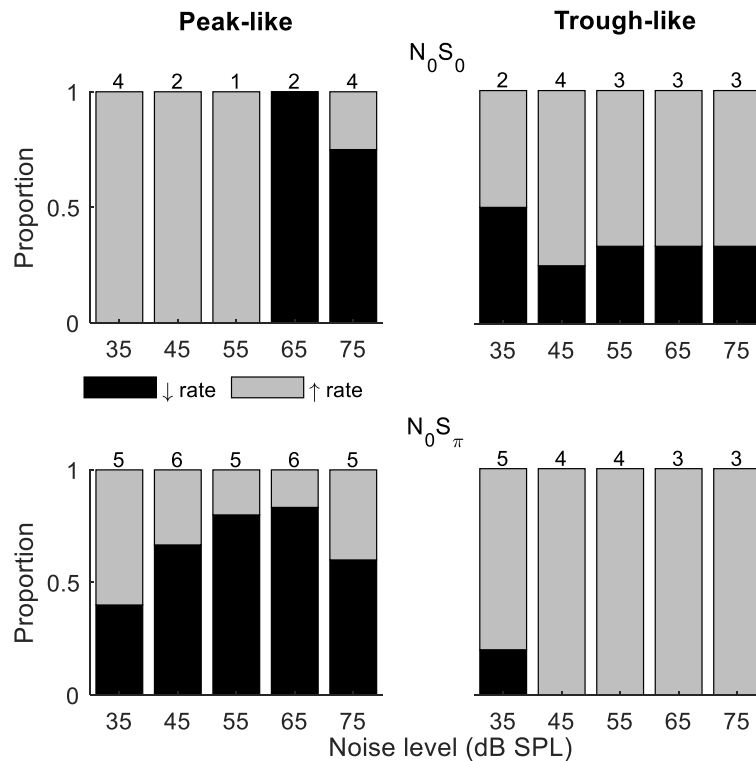 Peak-like Trough-like
N₀S₀
4 2 1 2 4
2 4 3 3 3
1
0.5
0
Proportion
35 45 55 65 75
35 45 55 65 75
↓ rate ↑ rate
N₀Sπ
5 6 5 6 5
5 4 4 3 3
1
0.5
0
Proportion
35 45 55 65 75
35 45 55 65 75
Noise level (dB SPL)